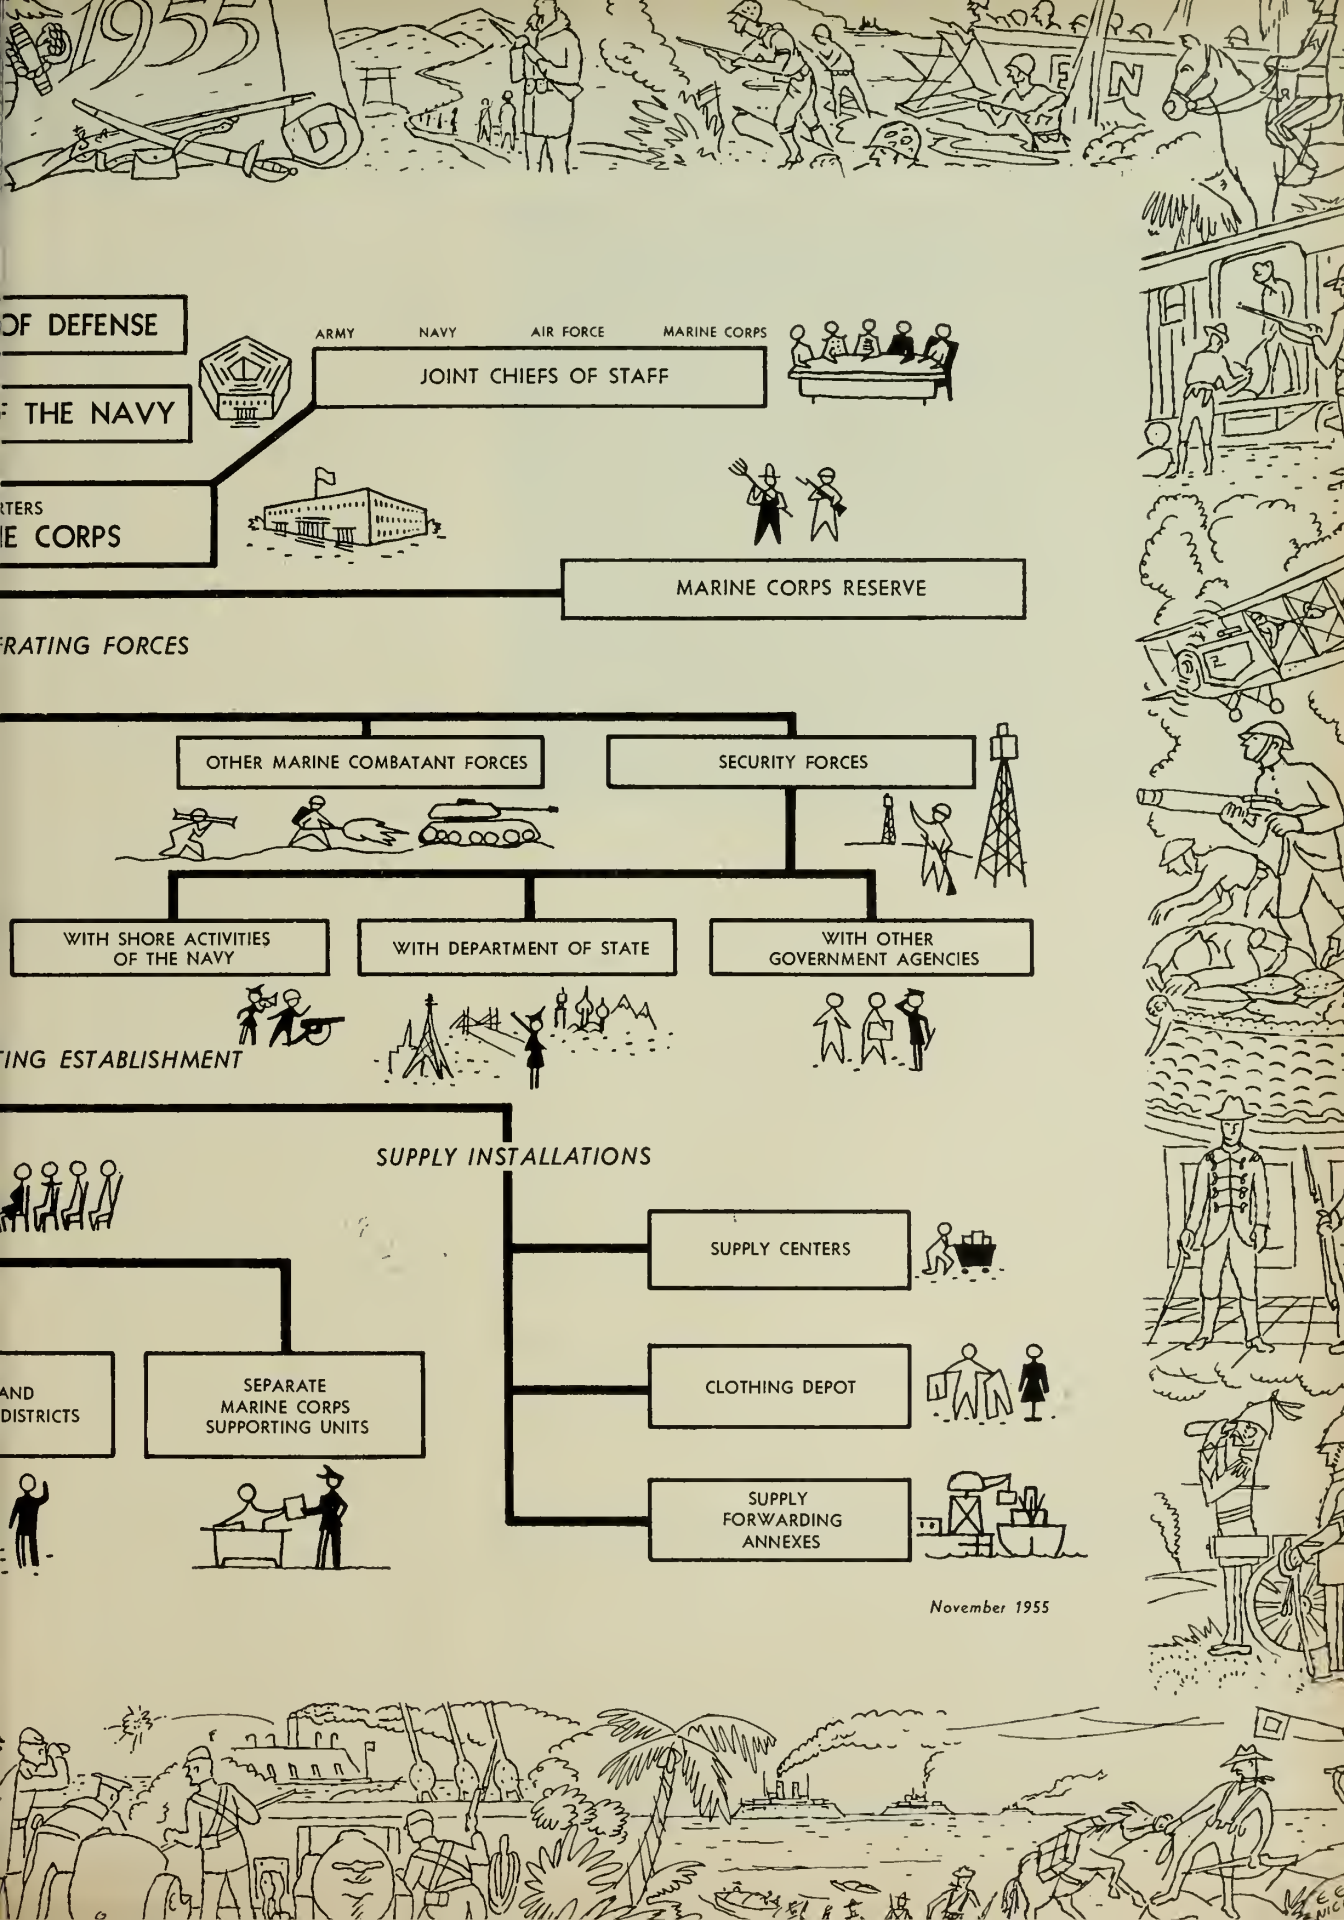 1955
E N
OF DEFENSE
ARMY NAVY AIR FORCE MARINE CORPS
JOINT CHIEFS OF STAFF
THE NAVY
RTERS
E CORPS
MARINE CORPS RESERVE
RATING FORCES
OTHER MARINE COMBATANT FORCES
SECURITY FORCES
WITH SHORE ACTIVITIES
OF THE NAVY
WITH DEPARTMENT OF STATE
WITH OTHER
GOVERNMENT AGENCIES
TING ESTABLISHMENT
SUPPLY INSTALLATIONS
SUPPLY CENTERS
AND
DISTRICTS
SEPARATE
MARINE CORPS
SUPPORTING UNITS
CLOTHING DEPOT
SUPPLY
FORWARDING
ANNEXES
November 1955